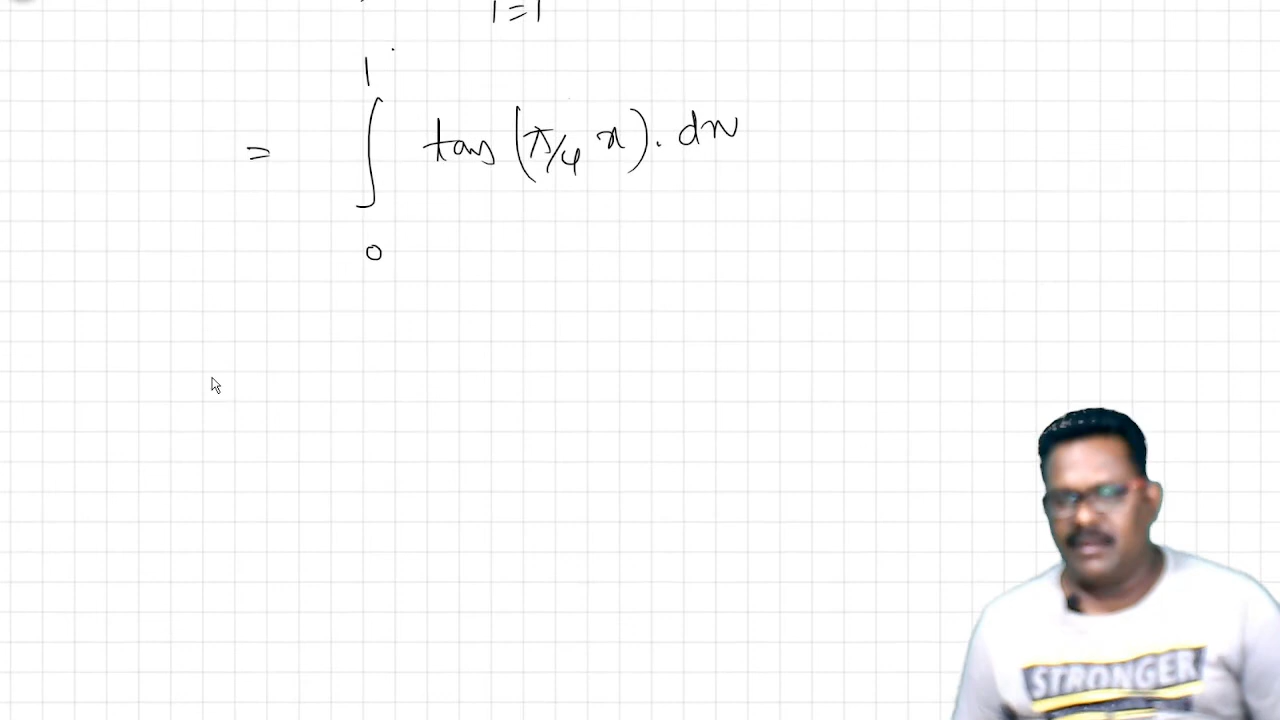 i=1
1
= ∫ tan (π/4 x). dx
0
STRONGER